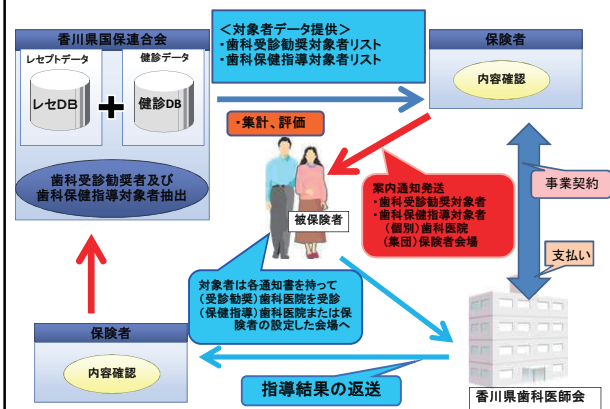 香川県国保連合会
レセプトデータ
健診データ
レセDB
+
健診DB
歯科受診勧奨者及び
歯科保健指導対象者抽出
＜対象者データ提供＞
・歯科受診勧奨対象者リスト
・歯科保健指導対象者リスト
保険者
内容確認
・集計、評価
被保険者
案内通知発送
・歯科受診勧奨対象者
・歯科保健指導対象者
（個別）歯科医院
（集団）保険者会場
事業契約
支払い
対象者は各通知書を持って
（受診勧奨）歯科医院を受診
（保健指導）歯科医院または保
険者の設定した会場へ
保険者
内容確認
指導結果の返送
香川県歯科医師会